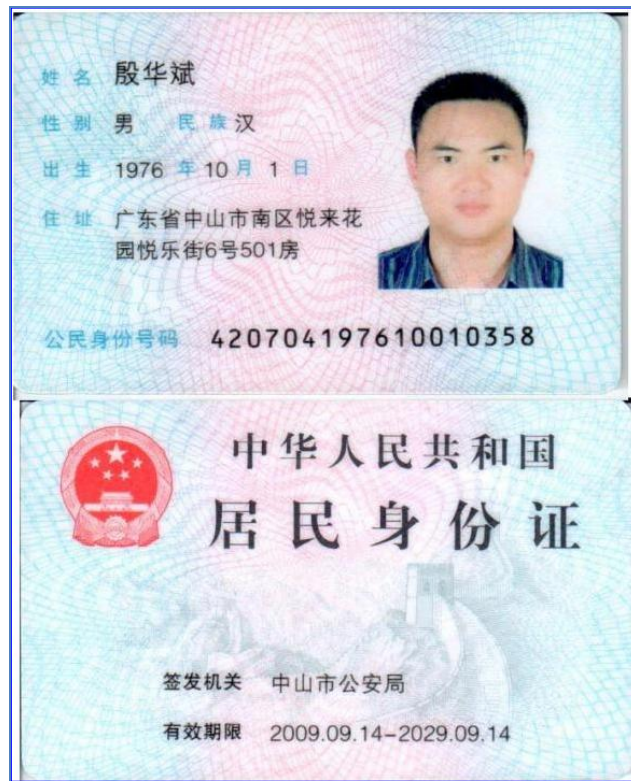 姓名 殷华斌
性别 男 民族 汉
出生 1976 年 10 月 1 日
住址 广东省中山市南区悦来花
园悦乐街6号501房
公民身份号码 420704197610010358
中华人民共和国
居民身份证
签发机关 中山市公安局
有效期限 2009.09.14-2029.09.14